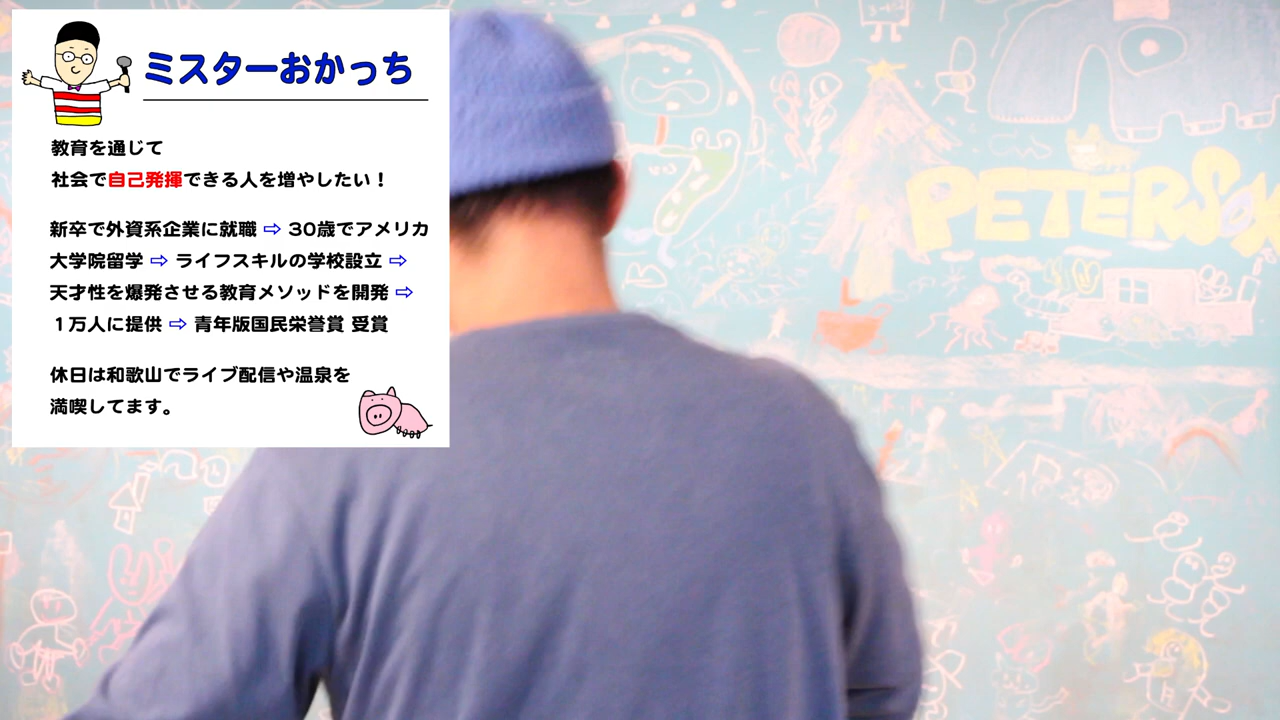 ミスターおかっち
教育を通じて
社会で自己発揮できる人を増やしたい！
新卒で外資系企業に就職 ⇨ 30歳でアメリカ
大学院留学 ⇨ ライフスキルの学校設立 ⇨
天才性を爆発させる教育メソッドを開発 ⇨
１万人に提供 ⇨ 青年版国民栄誉賞 受賞
休日は和歌山でライブ配信や温泉を
満喫してます。